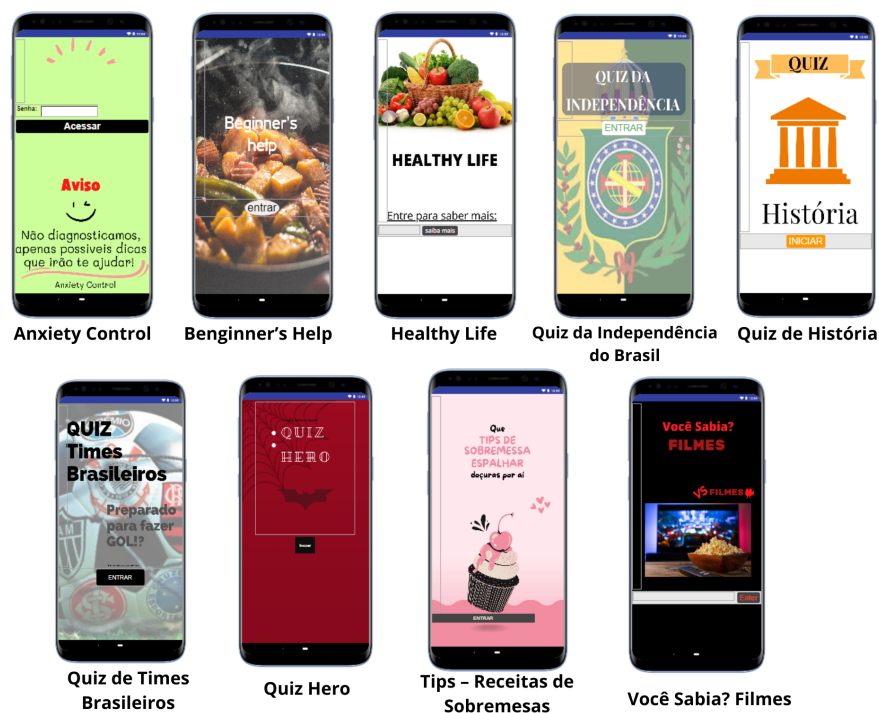 Senha:
Acessar
Aviso
Não diagnosticamos,
apenas possiveis dicas
que irão te ajudar!
Anxiety Control
Anxiety Control
Beginner's
help
entrar
Benginner's Help
HEALTHY LIFE
Entre para saber mais:
saiba mais
Healthy Life
QUIZ DA
INDEPENDÊNCIA
ENTRAR
Quiz da Independência
do Brasil
QUIZ
História
INICIAR
Quiz de História
QUIZ
Times
Brasileiros
Preparado
para fazer
GOL!?
ENTRAR
Quiz de Times
Brasileiros
QUIZ
HERO
Quiz Hero
Que
TIPS DE
SOBREMESSA
ESPALHAR
doçuras por aí
ENTRAR
Tips – Receitas de
Sobremesas
Você Sabia?
FILMES
VS FILMES
Enter
Você Sabia? Filmes